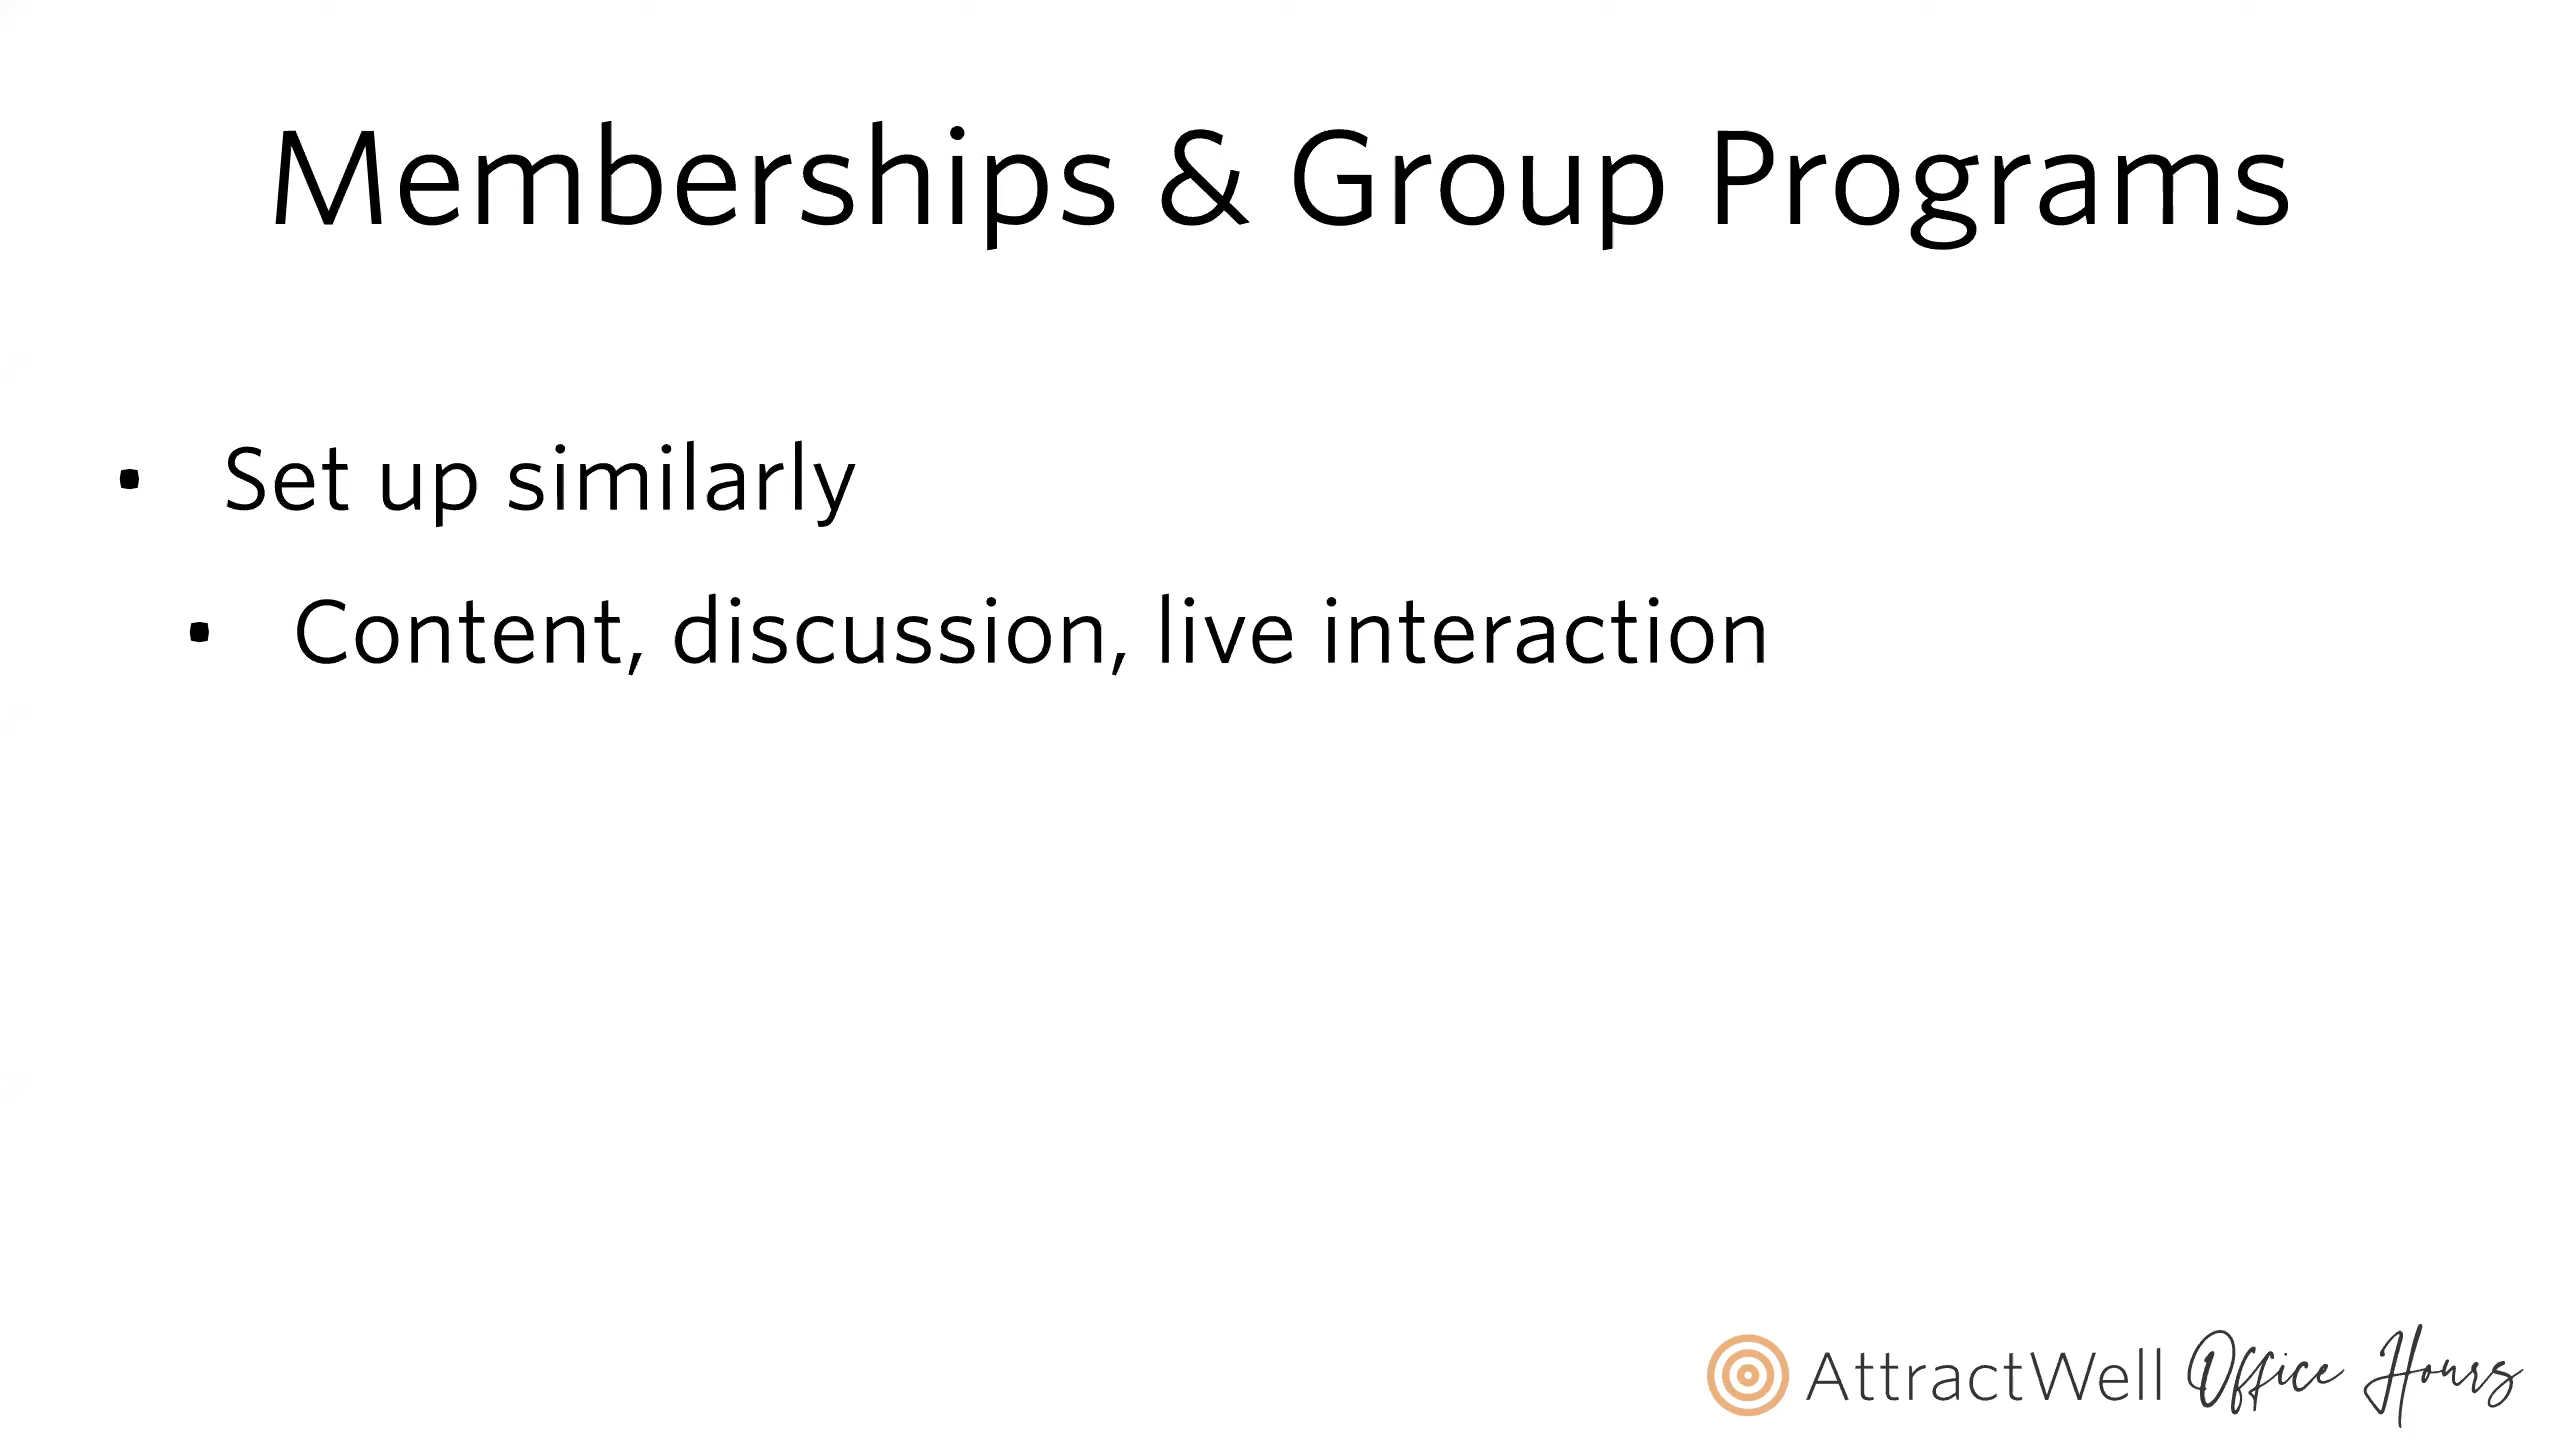 Memberships & Group Programs
• Set up similarly
• Content, discussion, live interaction
AttractWell Office Hours